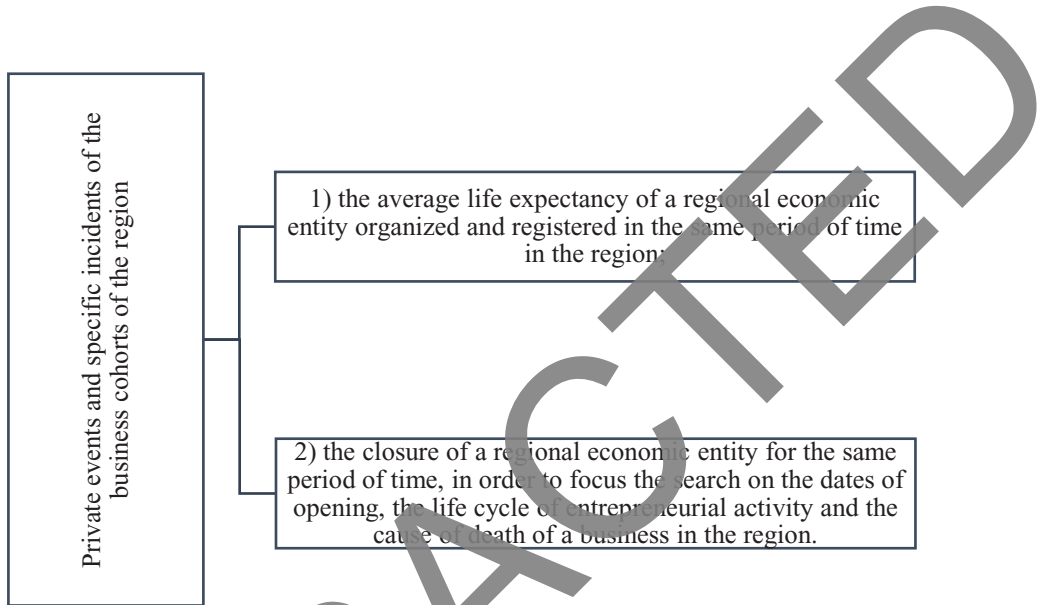 Private events and specific incidents of the
business cohorts of the region
1) the average life expectancy of a regional economic
entity organized and registered in the same period of time
in the region;
2) the closure of a regional economic entity for the same
period of time, in order to focus the search on the dates of
opening, the life cycle of entrepreneurial activity and the
cause of death of a business in the region.
ACTED